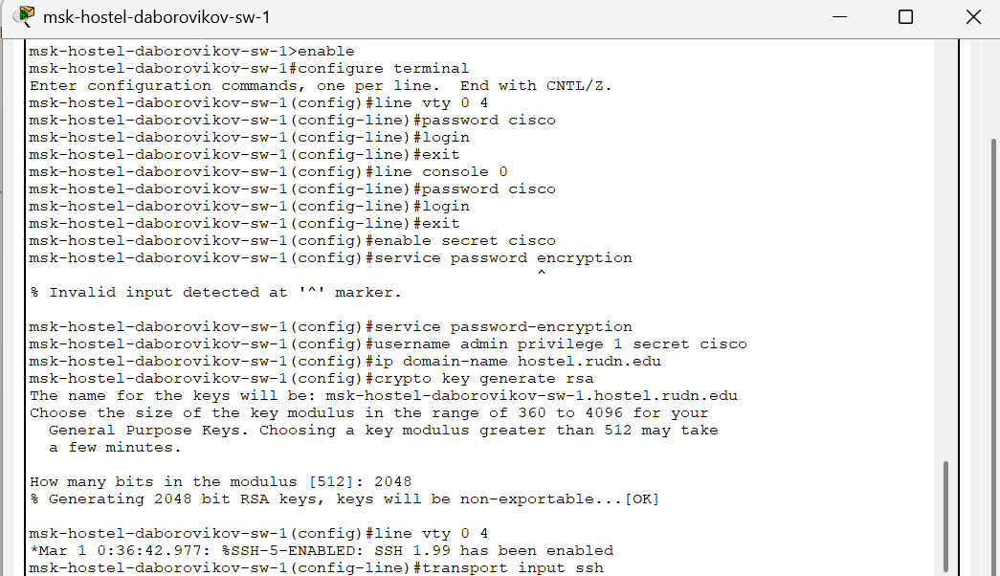 msk-hostel-daborovikov-sw-1
msk-hostel-daborovikov-sw-1>enable
msk-hostel-daborovikov-sw-1#configure terminal
Enter configuration commands, one per line.  End with CNTL/Z.
msk-hostel-daborovikov-sw-1(config)#line vty 0 4
msk-hostel-daborovikov-sw-1(config-line)#password cisco
msk-hostel-daborovikov-sw-1(config-line)#login
msk-hostel-daborovikov-sw-1(config-line)#exit
msk-hostel-daborovikov-sw-1(config)#line console 0
msk-hostel-daborovikov-sw-1(config-line)#password cisco
msk-hostel-daborovikov-sw-1(config-line)#login
msk-hostel-daborovikov-sw-1(config-line)#exit
msk-hostel-daborovikov-sw-1(config)#enable secret cisco
msk-hostel-daborovikov-sw-1(config)#service password encryption
^
% Invalid input detected at '^' marker.
msk-hostel-daborovikov-sw-1(config)#service password-encryption
msk-hostel-daborovikov-sw-1(config)#username admin privilege 1 secret cisco
msk-hostel-daborovikov-sw-1(config)#ip domain-name hostel.rudn.edu
msk-hostel-daborovikov-sw-1(config)#crypto key generate rsa
The name for the keys will be: msk-hostel-daborovikov-sw-1.hostel.rudn.edu
Choose the size of the key modulus in the range of 360 to 4096 for your
General Purpose Keys. Choosing a key modulus greater than 512 may take
a few minutes.
How many bits in the modulus [512]: 2048
% Generating 2048 bit RSA keys, keys will be non-exportable...[OK]
msk-hostel-daborovikov-sw-1(config)#line vty 0 4
*Mar 1 0:36:42.977: %SSH-5-ENABLED: SSH 1.99 has been enabled
msk-hostel-daborovikov-sw-1(config-line)#transport input ssh